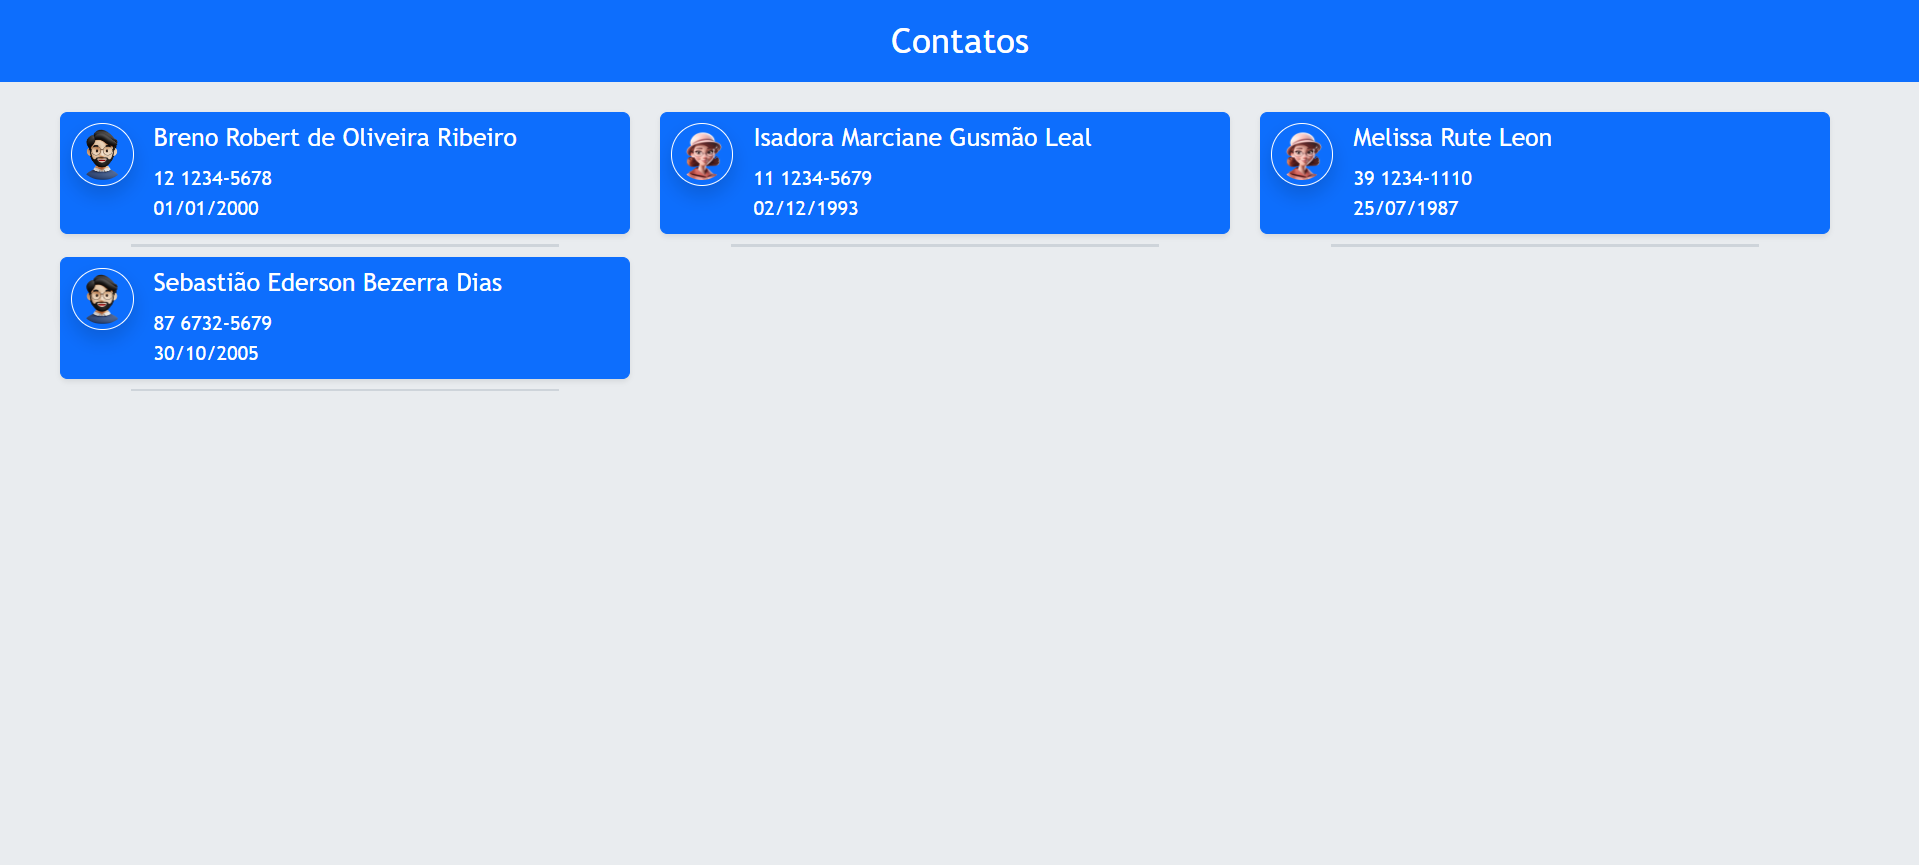 Contatos
Breno Robert de Oliveira Ribeiro
12 1234-5678
01/01/2000
Isadora Marciane Gusmão Leal
11 1234-5679
02/12/1993
Melissa Rute Leon
39 1234-1110
25/07/1987
Sebastião Ederson Bezerra Dias
87 6732-5679
30/10/2005